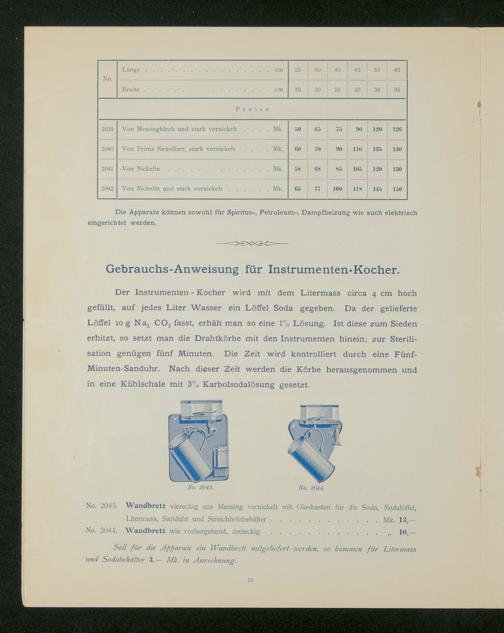 No.
Länge . . . . . . . . . . . . . . . . cm 25 30 40 45 50 48
Breite . . . . . . . . . . . . . . . . cm 15 20 20 20 30 35
Preise
2039 Von Messingblech und stark vernickelt . . . . Mk. 50 65 75 90 120 126
2040 Von Prima Neusilber, stark vernickelt . . . . Mk. 60 70 90 110 135 140
2041 Von Nickelin . . . . . . . . . . . . . Mk. 58 68 85 105 120 130
2042 Von Nickelin und stark vernickelt . . . . . . Mk. 65 77 100 118 145 150
Die Apparate können sowohl für Spiritus-, Petroleum-, Dampfheizung wie auch elektrisch
eingerichtet werden.
Gebrauchs-Anweisung für Instrumenten-Kocher.
Der Instrumenten-Kocher wird mit dem Litermass circa 4 cm hoch
gefüllt, auf jedes Liter Wasser ein Löffel Soda gegeben. Da der gelieferte
Löffel 10 g Na₂ CO₃ fasst, erhält man so eine 1% Lösung. Ist diese zum Sieden
erhitzt, so setzt man die Drahtkörbe mit den Instrumenten hinein; zur Sterili-
sation genügen fünf Minuten. Die Zeit wird kontrolliert durch eine Fünf-
Minuten-Sanduhr. Nach dieser Zeit werden die Körbe herausgenommen und
in eine Kühlschale mit 3% Karbolsodalösung gesetzt.
No. 2043. No. 2044.
No. 2043. Wandbrett viereckig aus Messing vernickelt mit Glaskasten für die Soda, Sodalöffel,
Litermass, Sanduhr und Streichholzbehälter . . . . . . . . . . . . . Mk. 13,—
No. 2044. Wandbrett wie vorhergehend, dreieckig . . . . . . . . . . . . . „ 10,—
Soll für die Apparate ein Wandbrett mitgeliefert werden, so kommen für Litermass
und Sodabehälter 3,— Mk. in Anrechnung.